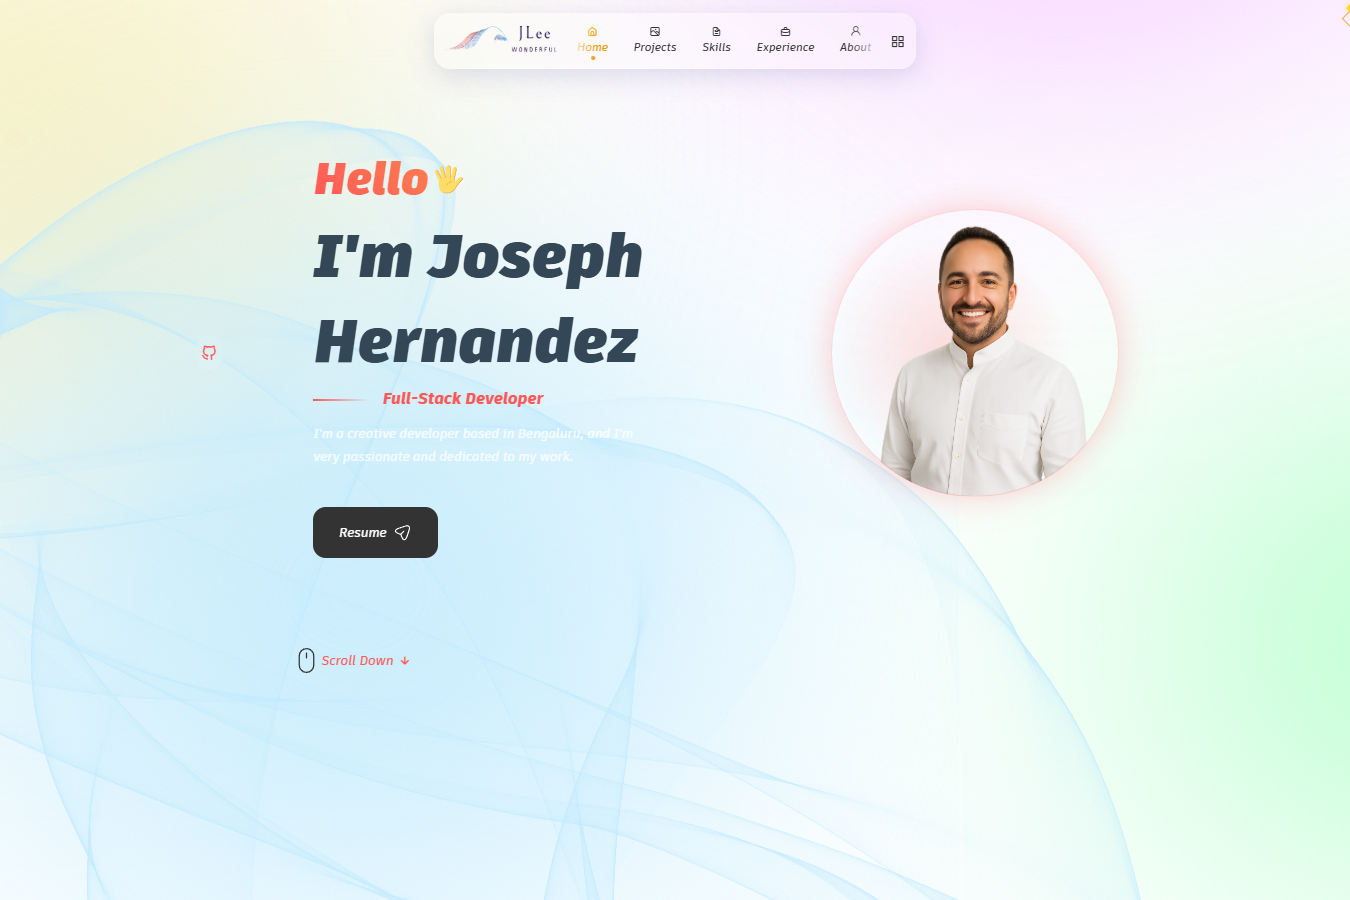 JLee
WONDERFUL
Home
Projects
Skills
Experience
About
Hello
I'm Joseph
Hernandez
Full-Stack Developer
I'm a creative developer based in Bengaluru, and I'm
very passionate and dedicated to my work.
Resume
Scroll Down